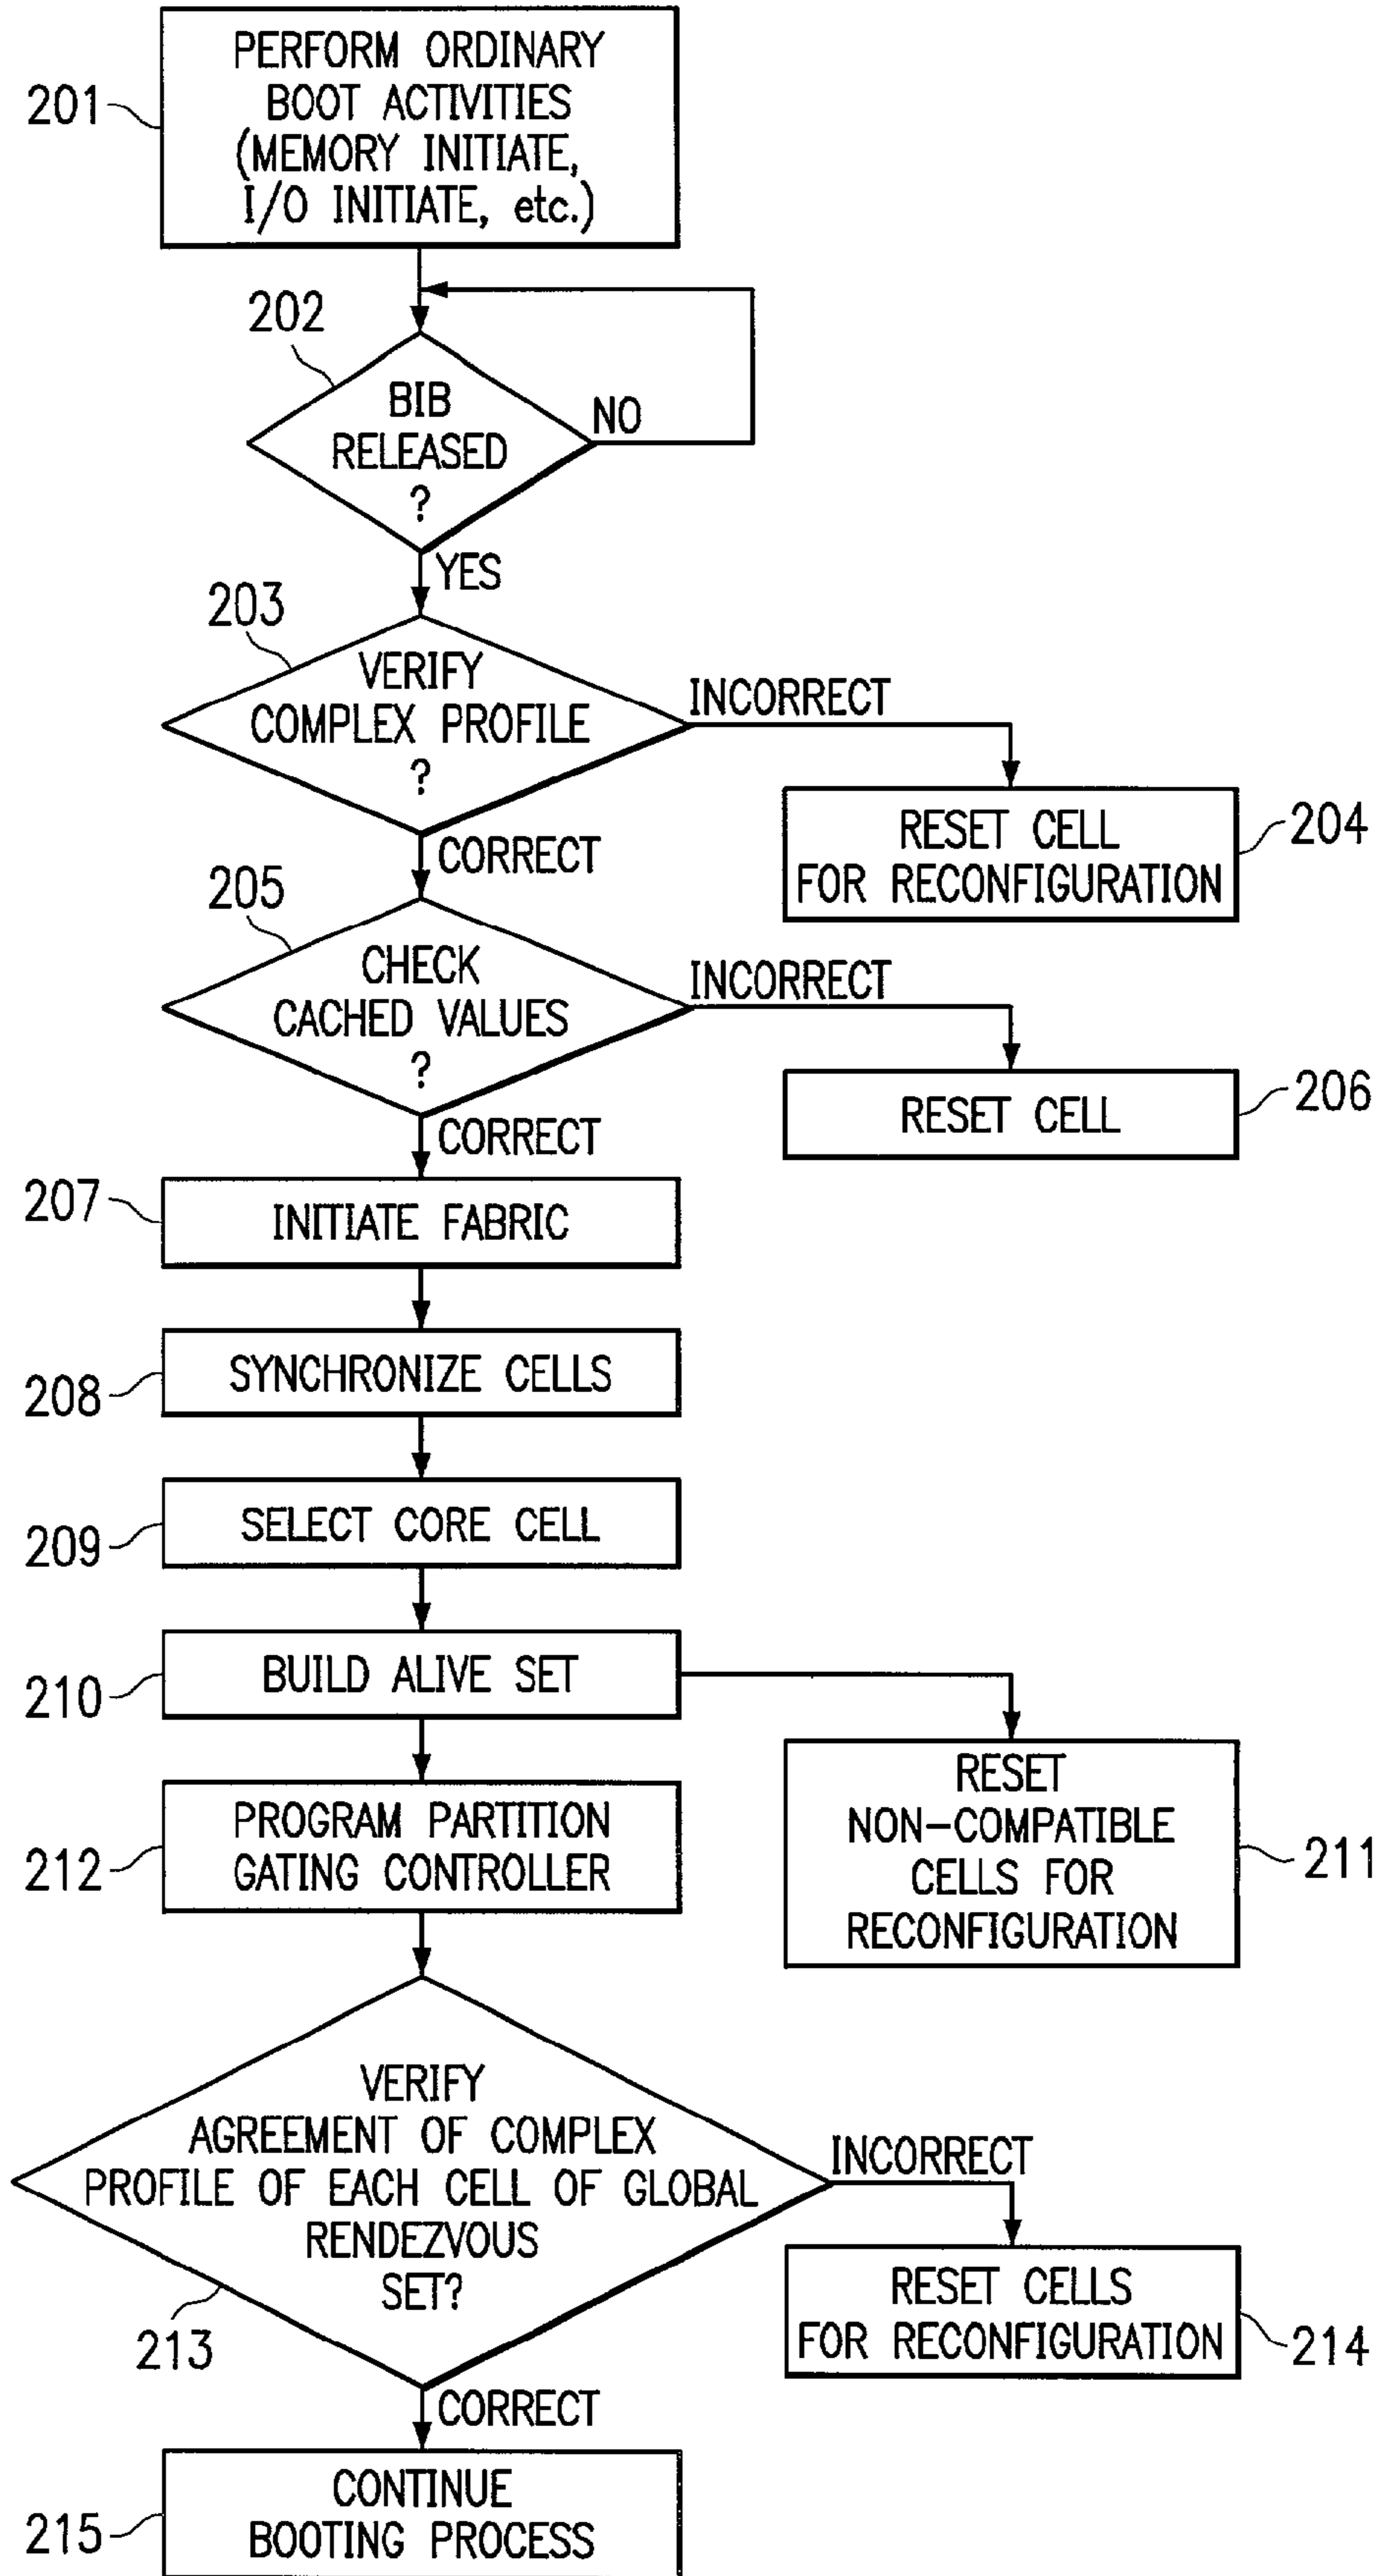 PERFORM ORDINARY
BOOT ACTIVITIES
(MEMORY INITIATE,
I/O INITIATE, etc.)
201
202
BIB
RELEASED
?
NO
YES
203
VERIFY
COMPLEX PROFILE
?
INCORRECT
RESET CELL
FOR RECONFIGURATION
204
CORRECT
205
CHECK
CACHED VALUES
?
INCORRECT
RESET CELL
206
CORRECT
207
INITIATE FABRIC
208
SYNCHRONIZE CELLS
209
SELECT CORE CELL
210
BUILD ALIVE SET
RESET
NON-COMPATIBLE
CELLS FOR
RECONFIGURATION
211
212
PROGRAM PARTITION
GATING CONTROLLER
VERIFY
AGREEMENT OF COMPLEX
PROFILE OF EACH CELL OF GLOBAL
RENDEZVOUS
SET?
213
INCORRECT
RESET CELLS
FOR RECONFIGURATION
214
CORRECT
215
CONTINUE
BOOTING PROCESS